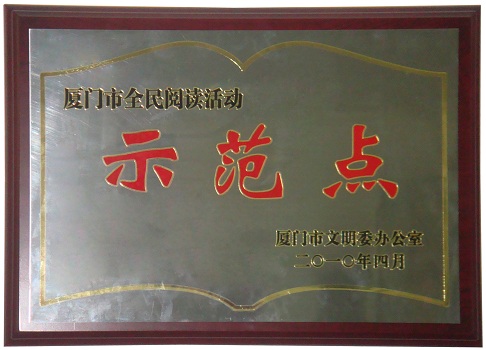 厦门市全民阅读活动
示范点
厦门市文明委办公室
二〇一〇年四月